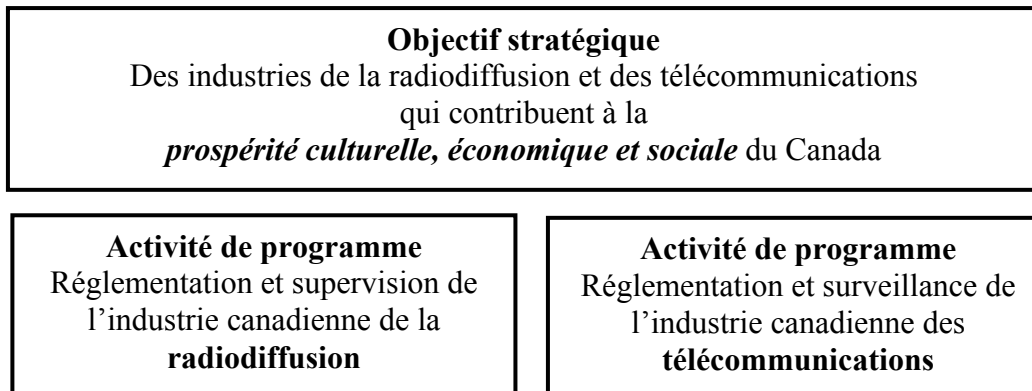 Objectif stratégique
Des industries de la radiodiffusion et des télécommunications
qui contribuent à la
prospérité culturelle, économique et sociale du Canada
Activité de programme
Réglementation et supervision de
l’industrie canadienne de la
radiodiffusion
Activité de programme
Réglementation et surveillance de
l’industrie canadienne des
télécommunications